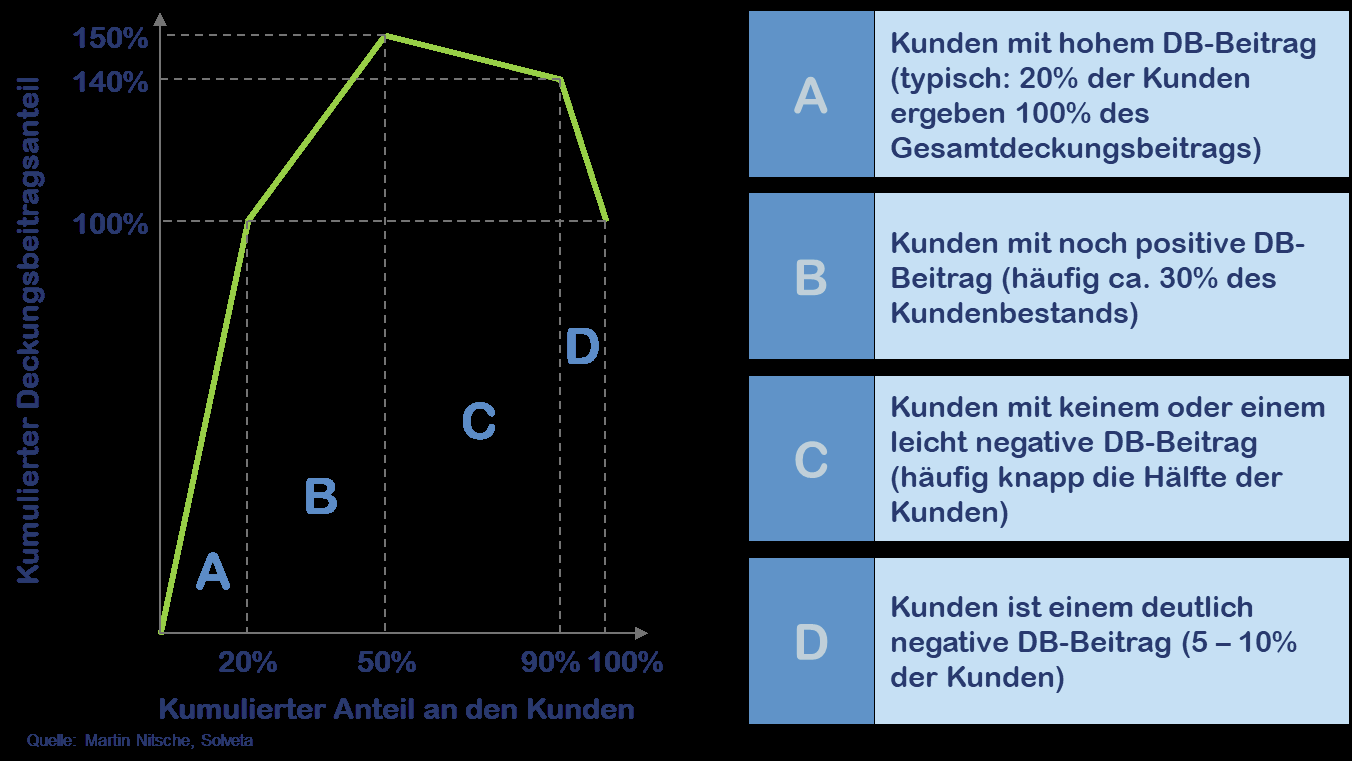 Kumulierter Deckungsbeitragsanteil
150%
140%
100%
A
B
C
D
20%
50%
90%
100%
Kumulierter Anteil an den Kunden
Quelle: Martin Nitsche, Solveta
A
Kunden mit hohem DB-Beitrag
(typisch: 20% der Kunden
ergeben 100% des
Gesamtdeckungsbeitrags)
B
Kunden mit noch positive DB-
Beitrag (häufig ca. 30% des
Kundenbestands)
C
Kunden mit keinem oder einem
leicht negative DB-Beitrag
(häufig knapp die Hälfte der
Kunden)
D
Kunden ist einem deutlich
negative DB-Beitrag (5 – 10%
der Kunden)